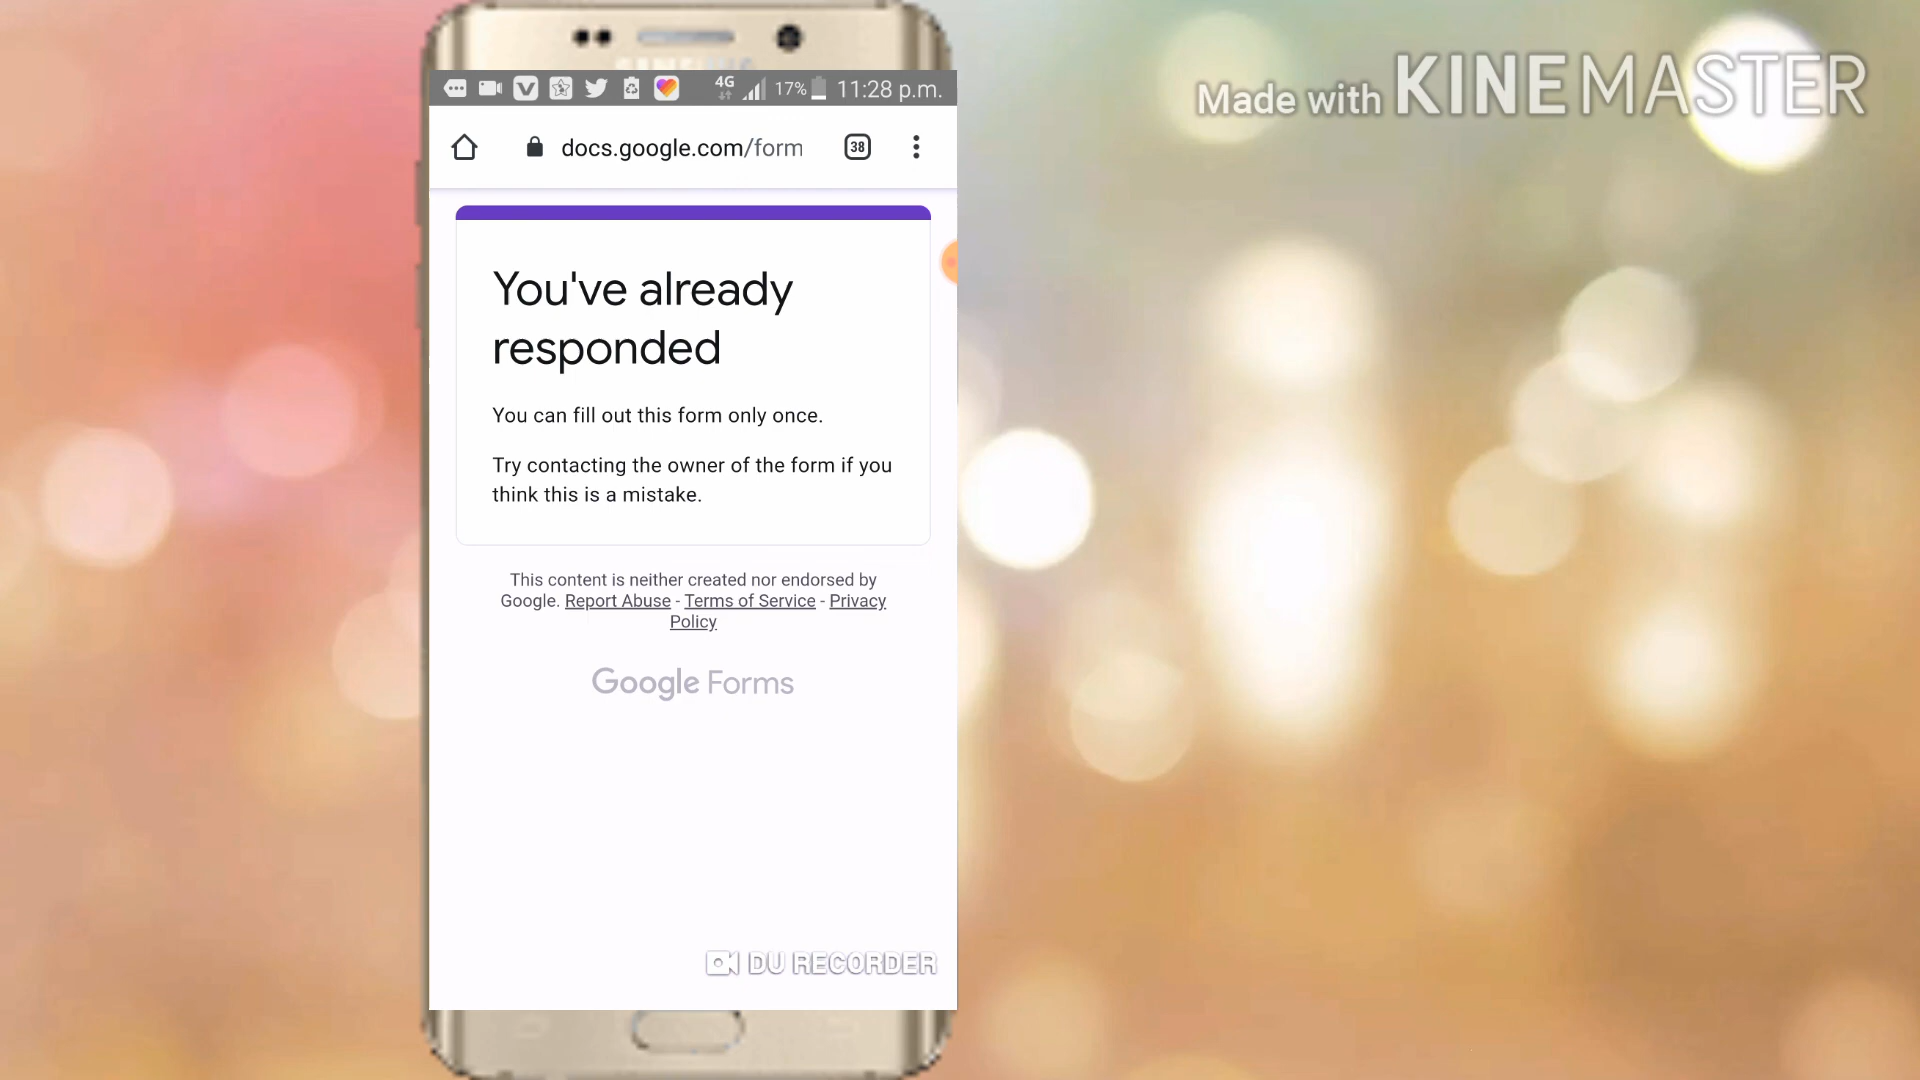 Made with KINEMASTER
4G 17% 11:28 p.m.
docs.google.com/form
38
You've already
responded
You can fill out this form only once.
Try contacting the owner of the form if you
think this is a mistake.
This content is neither created nor endorsed by
Google. Report Abuse - Terms of Service - Privacy
Policy
Google Forms
DU RECORDER